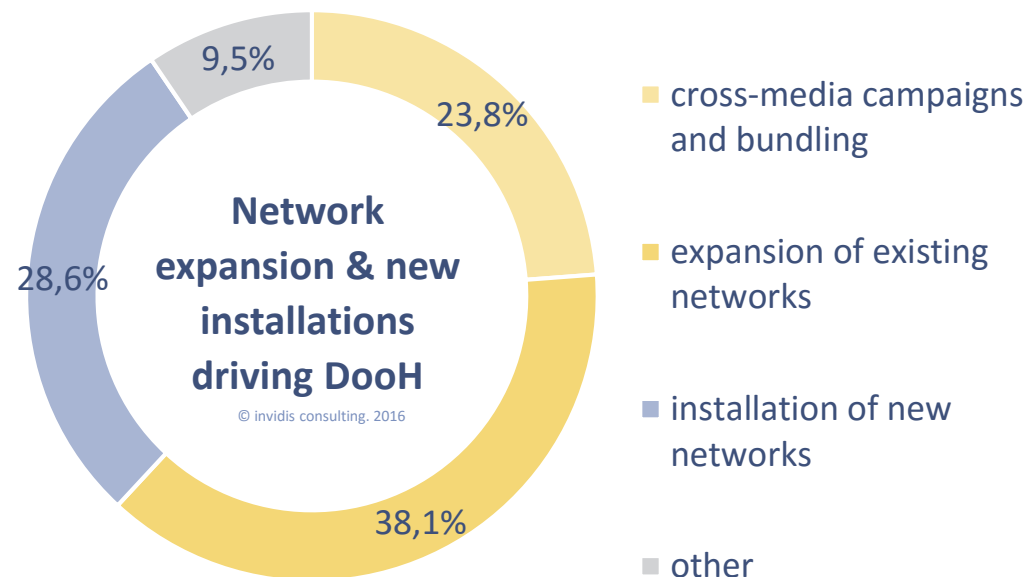 9,5%
23,8%
28,6%
38,1%
Network
expansion & new
installations
driving DooH
© invidis consulting. 2016
cross-media campaigns
and bundling
expansion of existing
networks
installation of new
networks
other